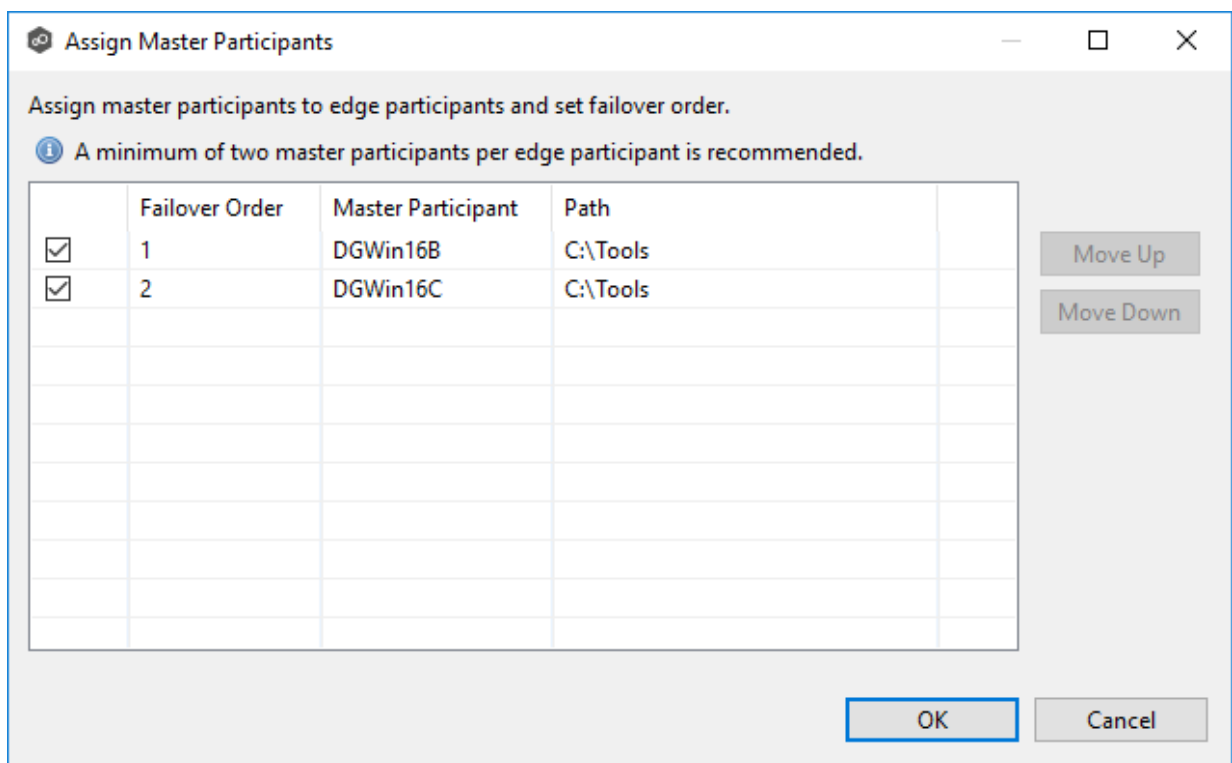 Assign Master Participants
Assign master participants to edge participants and set failover order.
A minimum of two master participants per edge participant is recommended.
Failover Order Master Participant Path
1 DGWin16B C:\Tools
2 DGWin16C C:\Tools
Move Up
Move Down
OK Cancel